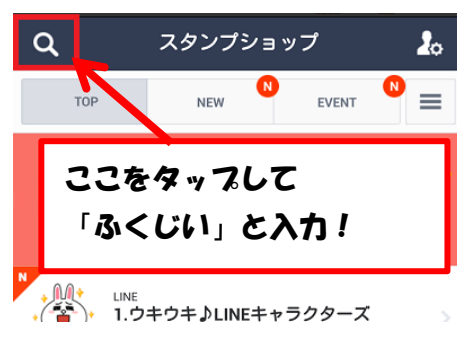 スタンプショップ
TOP
NEW
N
EVENT
N
ここをタップして
「ふくじい」と入力！
N
LINE
1.ウキウキ♪LINEキャラクターズ